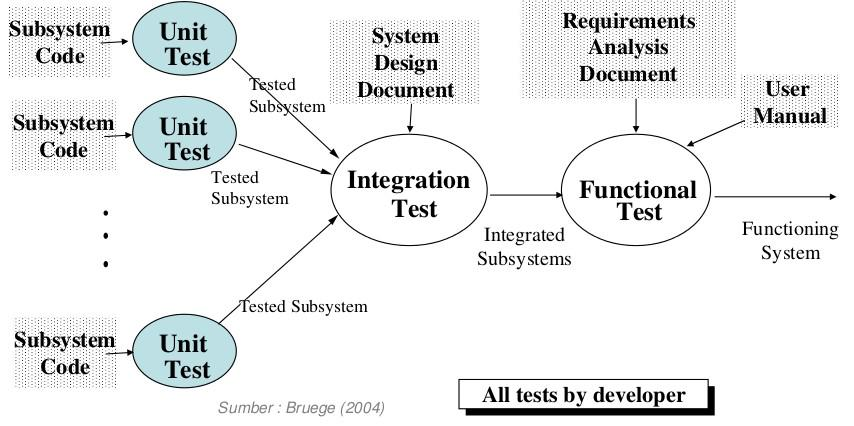 Subsystem
Code
Unit
Test
Tested
Subsystem
System
Design
Document
Requirements
Analysis
Document
User
Manual
Subsystem
Code
Unit
Test
Tested
Subsystem
Integration
Test
Integrated
Subsystems
Functional
Test
Functioning
System
Subsystem
Code
Unit
Test
Tested Subsystem
All tests by developer
Sumber : Bruege (2004)